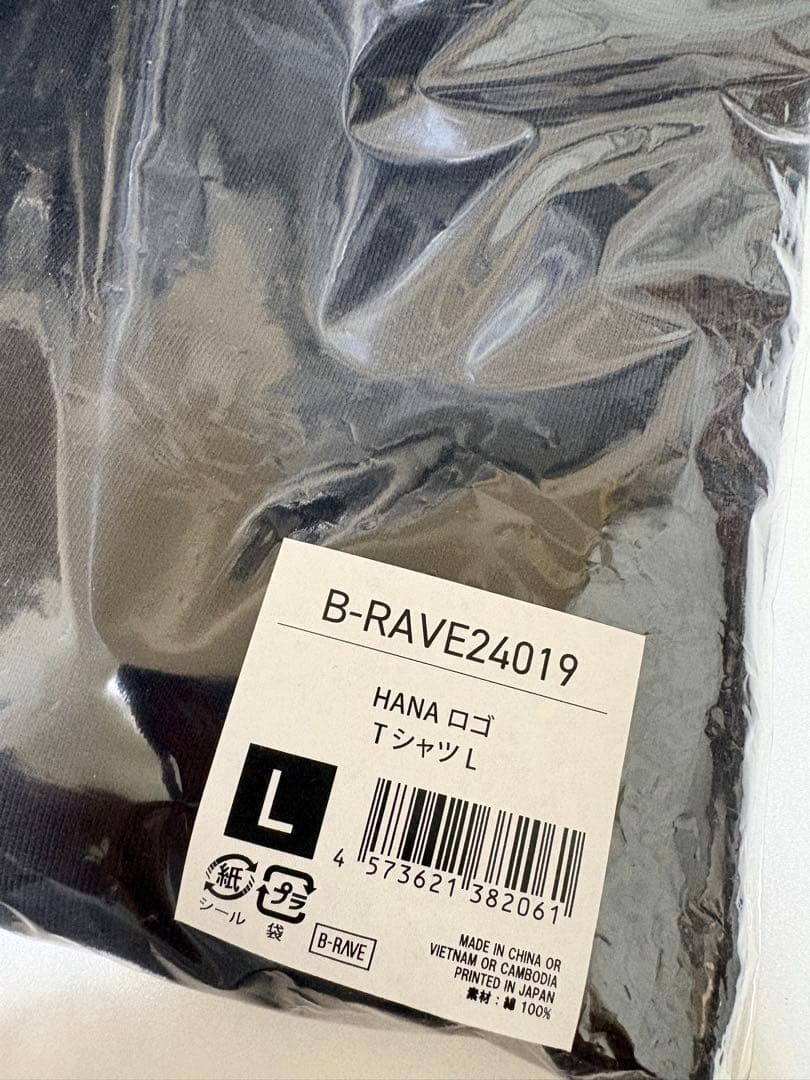 B-RAVE24019
HANA ロゴ
Tシャツ L
L
4 573621 382061
紙
シール
プラ
袋
B-RAVE
MADE IN CHINA OR
VIETNAM OR CAMBODIA
PRINTED IN JAPAN
素材：綿 100%